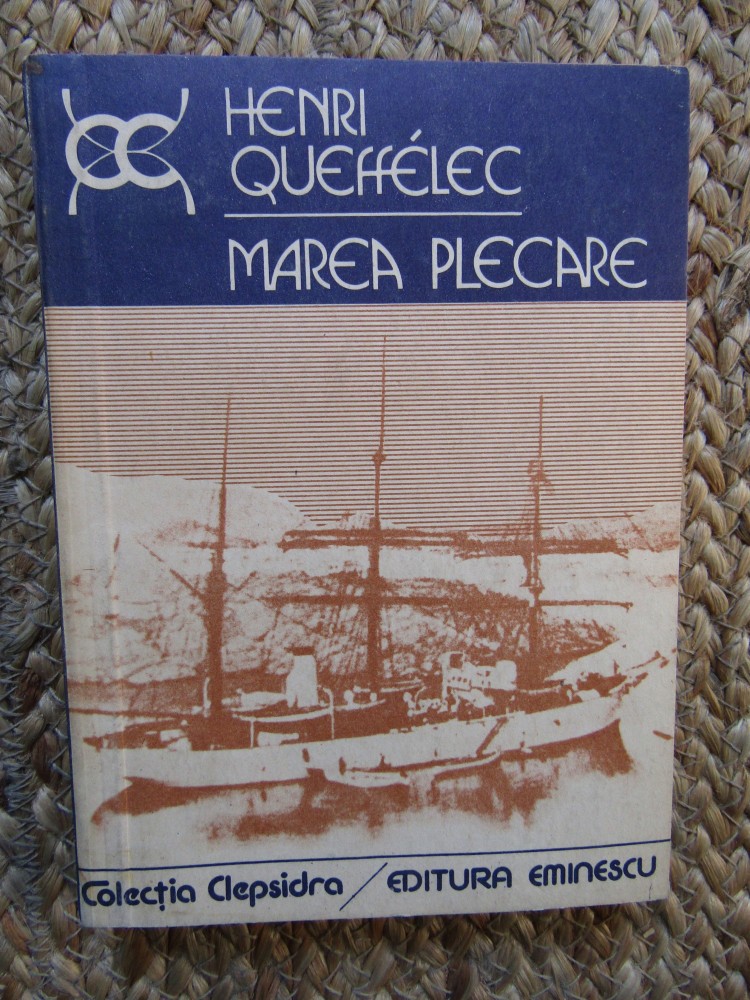 HENRI
QUEFFÉLEC
MAREA PLECARE
Colecția Clepsidra / EDITURA EMINESCU